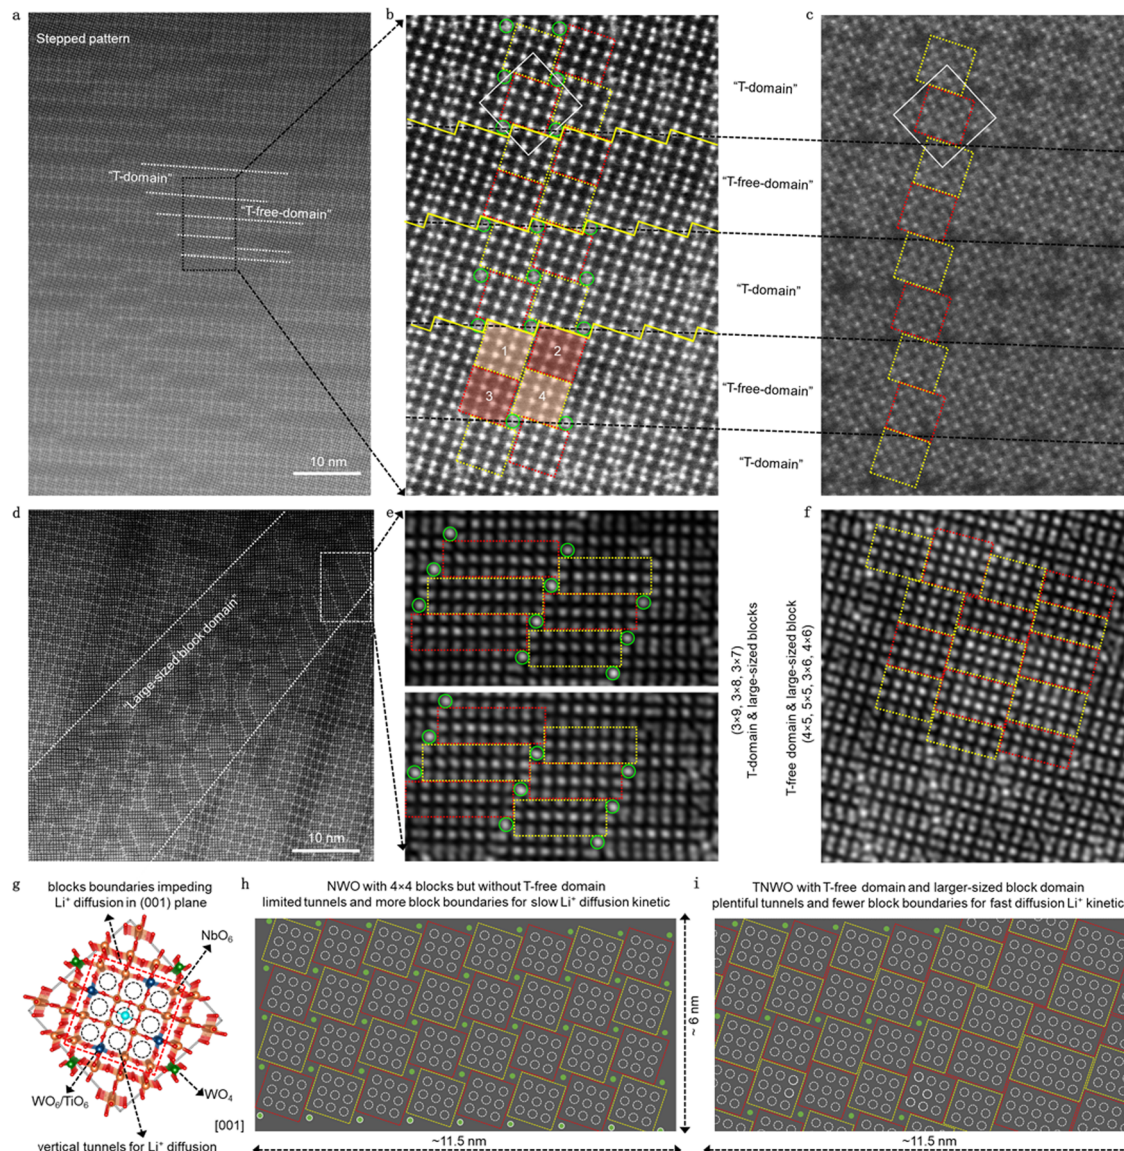 a
b
c
Stepped pattern
"T-domain"
"T-free-domain"
10 nm
1
2
3
4
"T-domain"
"T-free-domain"
"T-domain"
"T-free-domain"
"T-domain"
d
e
f
Large-sized block domain"
10 nm
(3×9, 3×8, 3×7)
T-domain & large-sized blocks
T-free domain & large-sized block
(4×5, 5×5, 3×6, 4×6)
g
blocks boundaries impeding
Li⁺ diffusion in (001) plane
NbO₆
WO₆/TiO₆
WO₄
[001]
vertical tunnels for Li⁺ diffusion
h
NWO with 4×4 blocks but without T-free domain
limited tunnels and more block boundaries for slow Li⁺ diffusion kinetic
~11.5 nm
~ 6 nm
i
TNWO with T-free domain and larger-sized block domain
plentiful tunnels and fewer block boundaries for fast diffusion Li⁺ kinetic
~11.5 nm